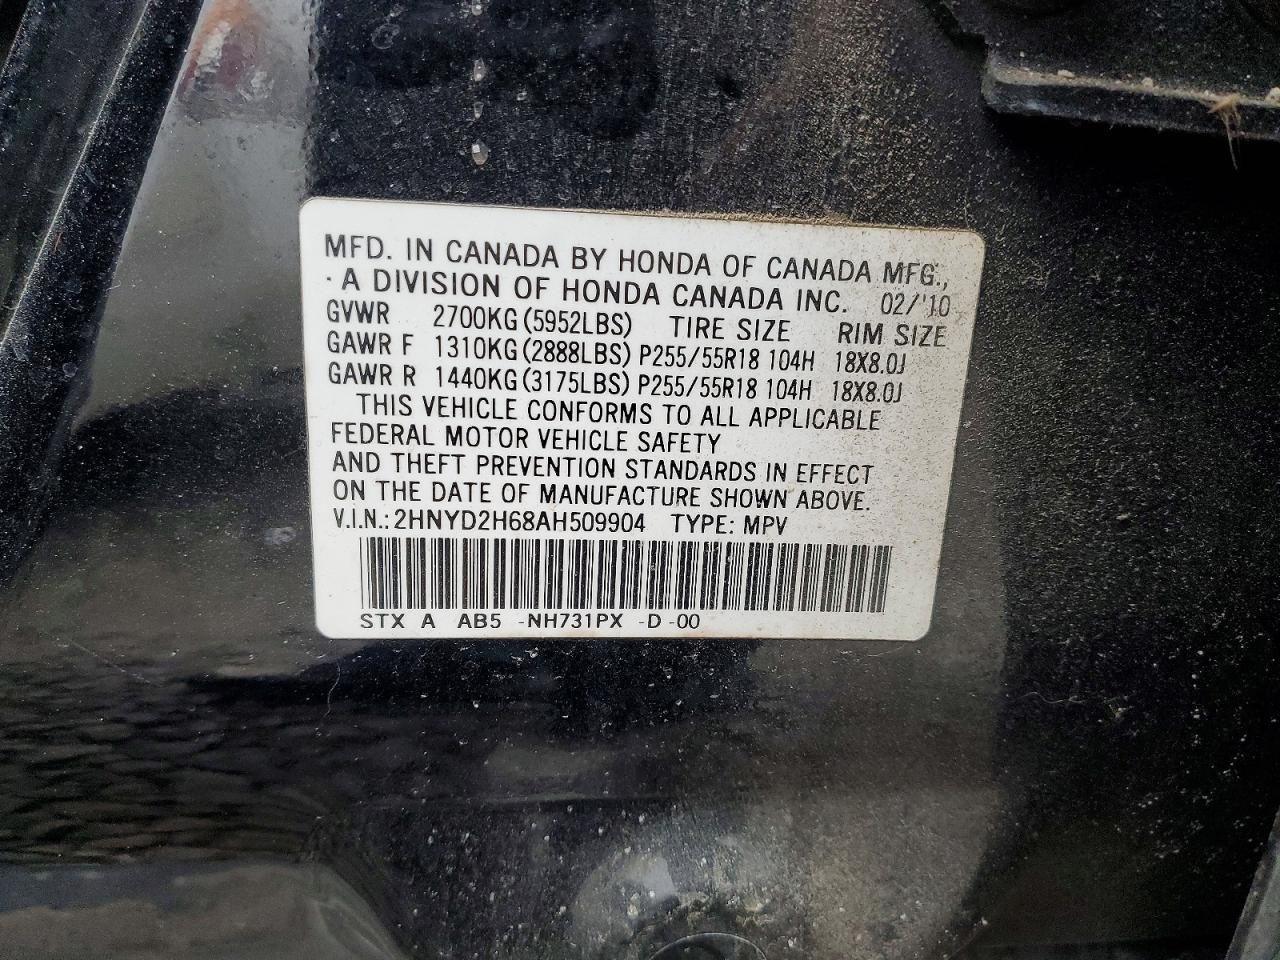 MFD. IN CANADA BY HONDA OF CANADA MFG.,
A DIVISION OF HONDA CANADA INC. 02/'10
GVWR 2700KG(5952LBS) TIRE SIZE RIM SIZE
GAWR F 1310KG(2888LBS) P255/55R18 104H 18X8.0J
GAWR R 1440KG(3175LBS) P255/55R18 104H 18X8.0J
THIS VEHICLE CONFORMS TO ALL APPLICABLE
FEDERAL MOTOR VEHICLE SAFETY
AND THEFT PREVENTION STANDARDS IN EFFECT
ON THE DATE OF MANUFACTURE SHOWN ABOVE.
V.I.N.: 2HNYD2H68AH509904 TYPE: MPV
STX A AB5 -NH731PX -D -00